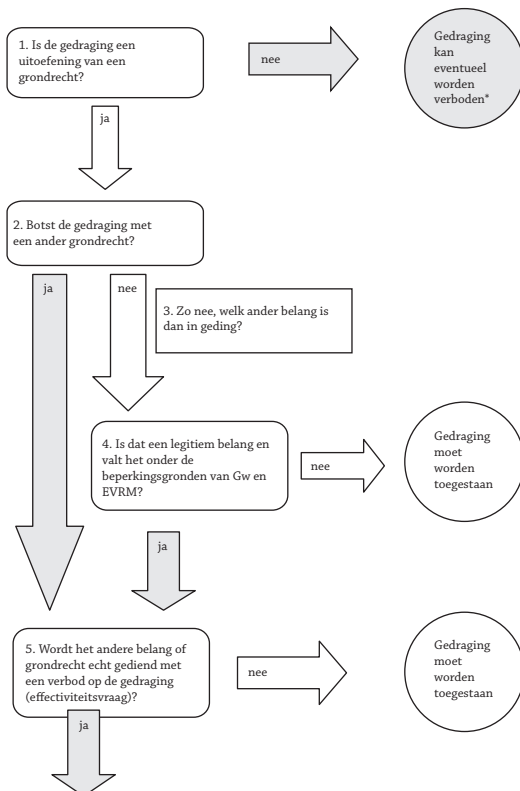 1. Is de gedraging een
uitoefening van een
grondrecht?
nee
Gedraging
kan
eventueel
worden
verboden*
ja
2. Botst de gedraging met
een ander grondrecht?
ja
nee
3. Zo nee, welk ander belang is
dan in geding?
4. Is dat een legitiem belang en
valt het onder de
beperkingsgronden van Gw en
EVRM?
nee
Gedraging
moet
worden
toegestaan
ja
5. Wordt het andere belang of
grondrecht echt gediend met
een verbod op de gedraging
(effectiviteitsvraag)?
nee
Gedraging
moet
worden
toegestaan
ja